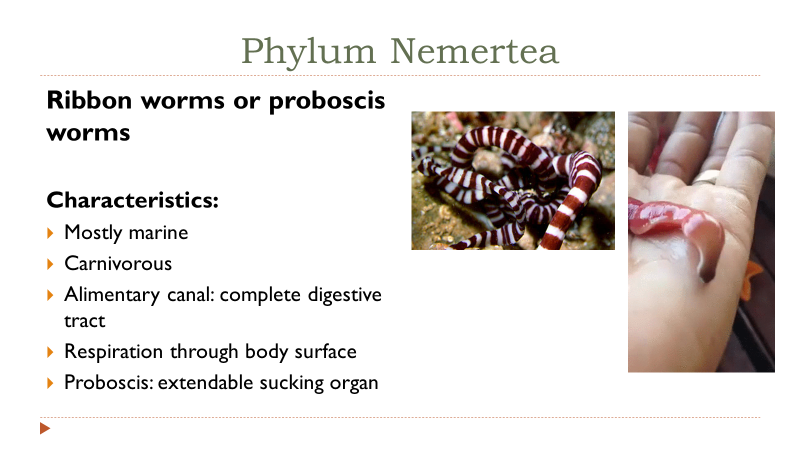 Phylum Nemertea
Ribbon worms or proboscis
worms
Characteristics:
Mostly marine
Carnivorous
Alimentary canal: complete digestive
tract
Respiration through body surface
Proboscis: extendable sucking organ